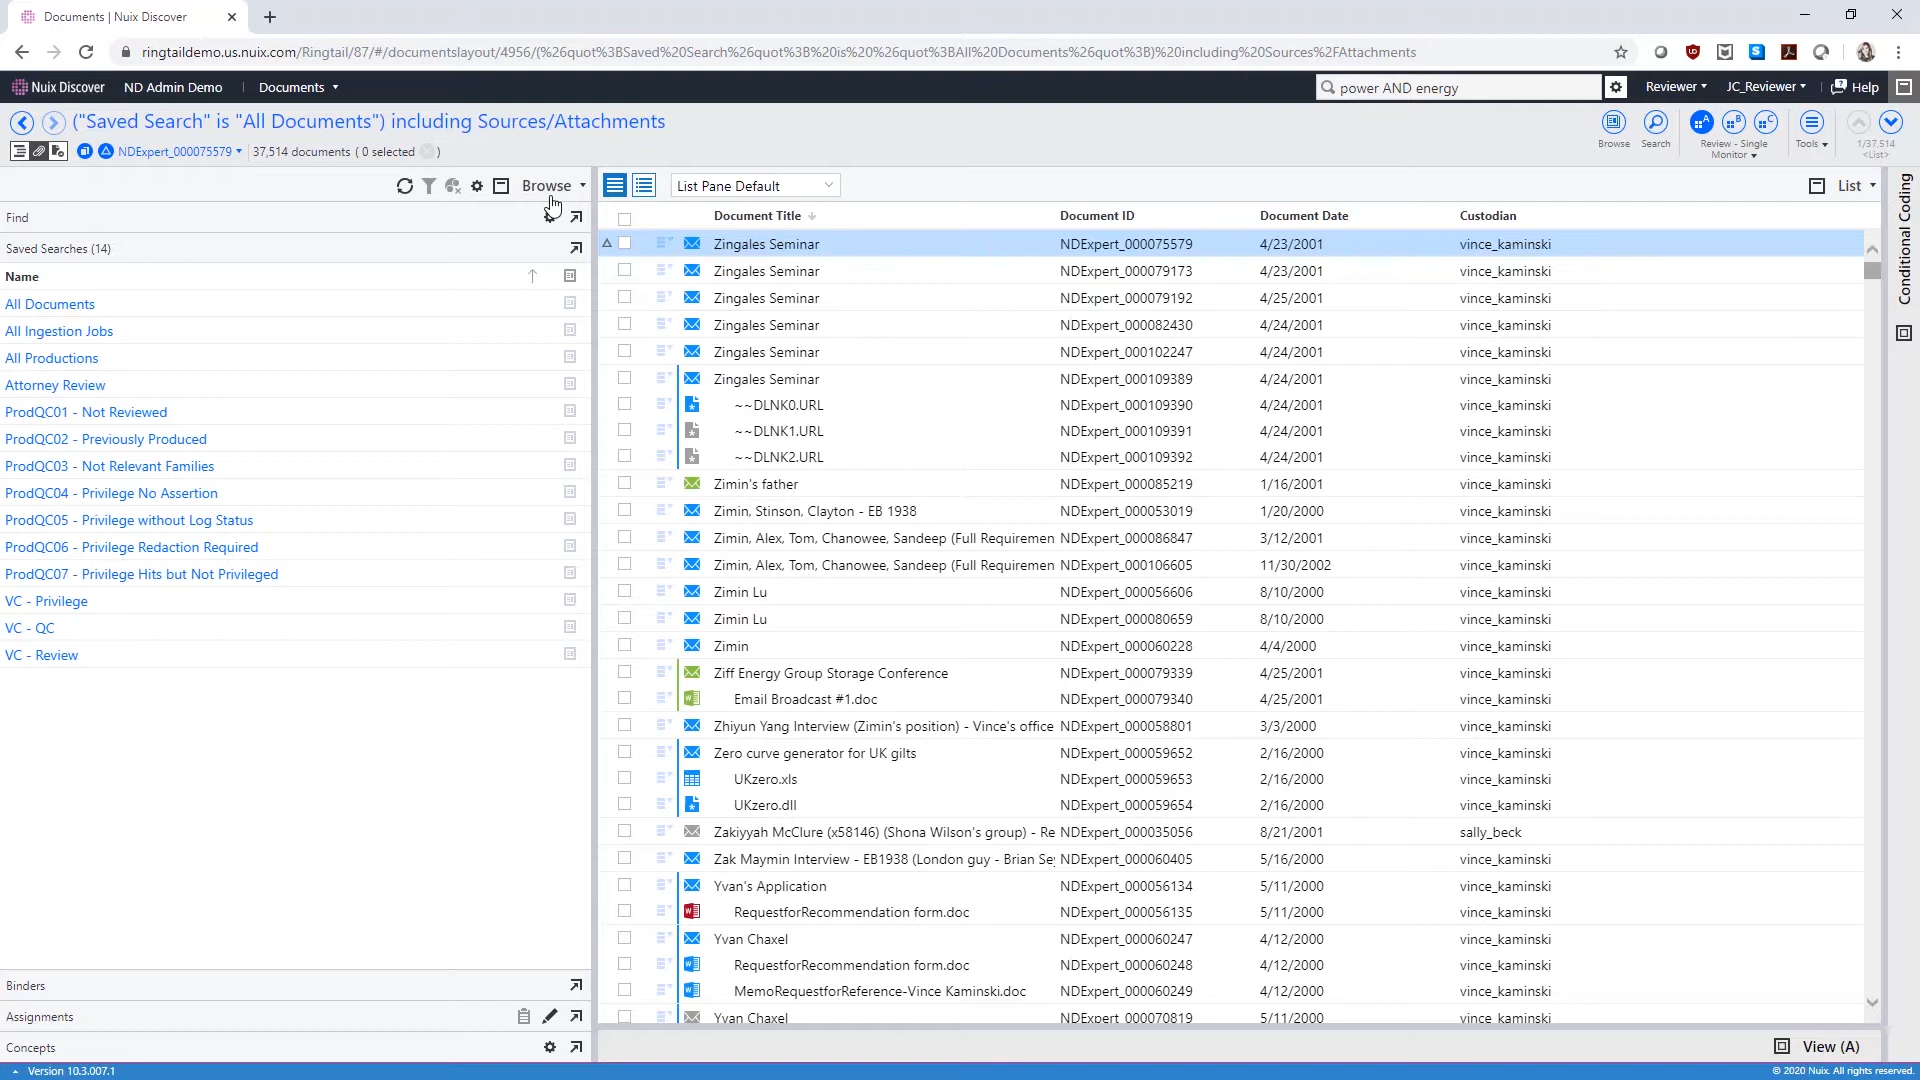 Documents | Nuix Discover
ringtaildemo.us.nuix.com/Ringtail/87/#/documentslayout/4956/(%26quot%3BSaved%20Search%26quot%3B%20is%20%26quot%3BAll%20Documents%26quot%3B)%20including%20Sources%2FAttachments
Nuix Discover ND Admin Demo Documents power AND energy Reviewer JC_Reviewer Help
("Saved Search" is "All Documents") including Sources/Attachments
NDExpert_000075579 37,514 documents ( 0 selected )
Browse Search Review - Single Monitor Tools 1/37,514
<List>
Browse List Pane Default List
Conditional Coding
Find
Saved Searches (14)
Name
All Documents
All Ingestion Jobs
All Productions
Attorney Review
ProdQC01 - Not Reviewed
ProdQC02 - Previously Produced
ProdQC03 - Not Relevant Families
ProdQC04 - Privilege No Assertion
ProdQC05 - Privilege without Log Status
ProdQC06 - Privilege Redaction Required
ProdQC07 - Privilege Hits but Not Privileged
VC - Privilege
VC - QC
VC - Review
Binders
Assignments
Concepts
Document Title Document ID Document Date Custodian
Zingales Seminar NDExpert_000075579 4/23/2001 vince_kaminski
Zingales Seminar NDExpert_000079173 4/23/2001 vince_kaminski
Zingales Seminar NDExpert_000079192 4/25/2001 vince_kaminski
Zingales Seminar NDExpert_000082430 4/24/2001 vince_kaminski
Zingales Seminar NDExpert_000102247 4/24/2001 vince_kaminski
Zingales Seminar NDExpert_000109389 4/24/2001 vince_kaminski
~~DLNK0.URL NDExpert_000109390 4/24/2001 vince_kaminski
~~DLNK1.URL NDExpert_000109391 4/24/2001 vince_kaminski
~~DLNK2.URL NDExpert_000109392 4/24/2001 vince_kaminski
Zimin's father NDExpert_000085219 1/16/2001 vince_kaminski
Zimin, Stinson, Clayton - EB 1938 NDExpert_000053019 1/20/2000 vince_kaminski
Zimin, Alex, Tom, Chanowee, Sandeep (Full Requiremen NDExpert_000086847 3/12/2001 vince_kaminski
Zimin, Alex, Tom, Chanowee, Sandeep (Full Requiremen NDExpert_000106605 11/30/2002 vince_kaminski
Zimin Lu NDExpert_000056606 8/10/2000 vince_kaminski
Zimin Lu NDExpert_000080659 8/10/2000 vince_kaminski
Zimin NDExpert_000060228 4/4/2000 vince_kaminski
Ziff Energy Group Storage Conference NDExpert_000079339 4/25/2001 vince_kaminski
Email Broadcast #1.doc NDExpert_000079340 4/25/2001 vince_kaminski
Zhiyun Yang Interview (Zimin's position) - Vince's office NDExpert_000058801 3/3/2000 vince_kaminski
Zero curve generator for UK gilts NDExpert_000059652 2/16/2000 vince_kaminski
UKzero.xls NDExpert_000059653 2/16/2000 vince_kaminski
UKzero.dll NDExpert_000059654 2/16/2000 vince_kaminski
Zakiyyah McClure (x58146) (Shona Wilson's group) - Re NDExpert_000035056 8/21/2001 sally_beck
Zak Maymin Interview - EB1938 (London guy - Brian Se NDExpert_000060405 5/16/2000 vince_kaminski
Yvan's Application NDExpert_000056134 5/11/2000 vince_kaminski
RequestforRecommendation form.doc NDExpert_000056135 5/11/2000 vince_kaminski
Yvan Chaxel NDExpert_000060247 4/12/2000 vince_kaminski
RequestforRecommendation form.doc NDExpert_000060248 4/12/2000 vince_kaminski
MemoRequestforReference-Vince Kaminski.doc NDExpert_000060249 4/12/2000 vince_kaminski
Yvan Chaxel NDExpert_000070819 5/11/2000 vince_kaminski
View (A)
Version 10.3.007.1 © 2020 Nuix. All rights reserved.